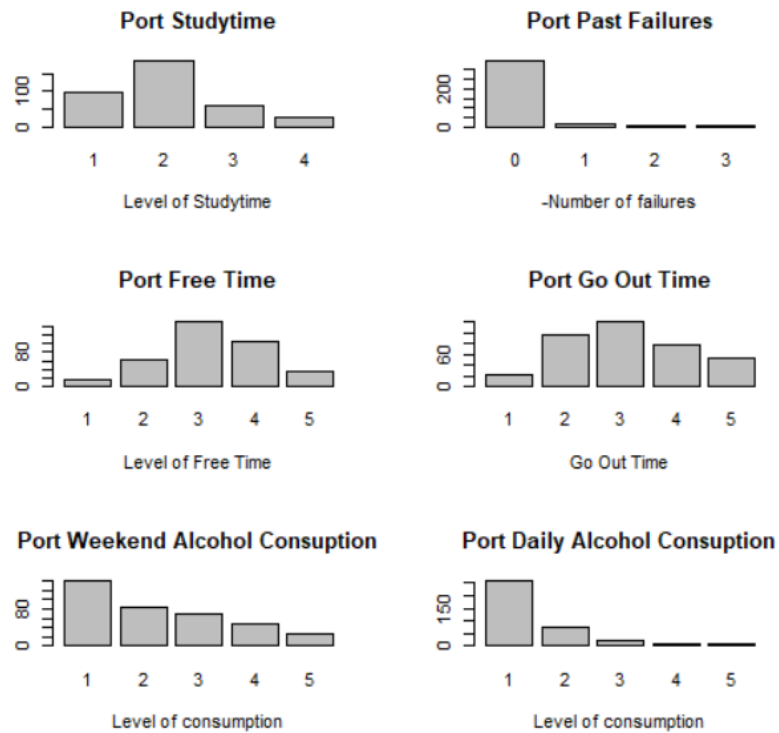 Port Studytime
100
0
1 2 3 4
Level of Studytime
Port Past Failures
200
0
0 1 2 3
-Number of failures
Port Free Time
80
0
1 2 3 4 5
Level of Free Time
Port Go Out Time
60
0
1 2 3 4 5
Go Out Time
Port Weekend Alcohol Consuption
80
0
1 2 3 4 5
Level of consumption
Port Daily Alcohol Consuption
150
0
1 2 3 4 5
Level of consumption